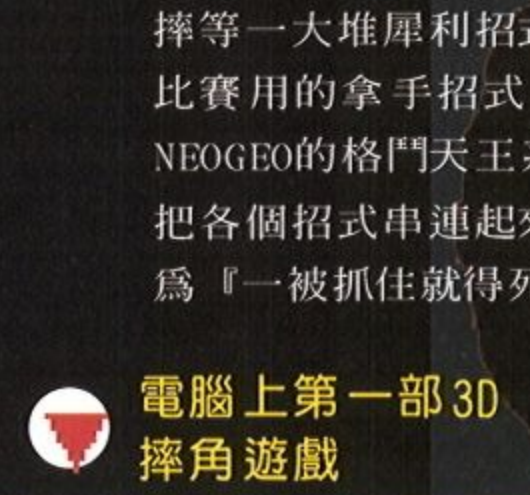 摔等一大堆犀利招式
比賽用的拿手招式
NEOGEO的格鬥天王
把各個招式串連起
爲『一被抓住就得死
電腦上第一部3D
摔角遊戲